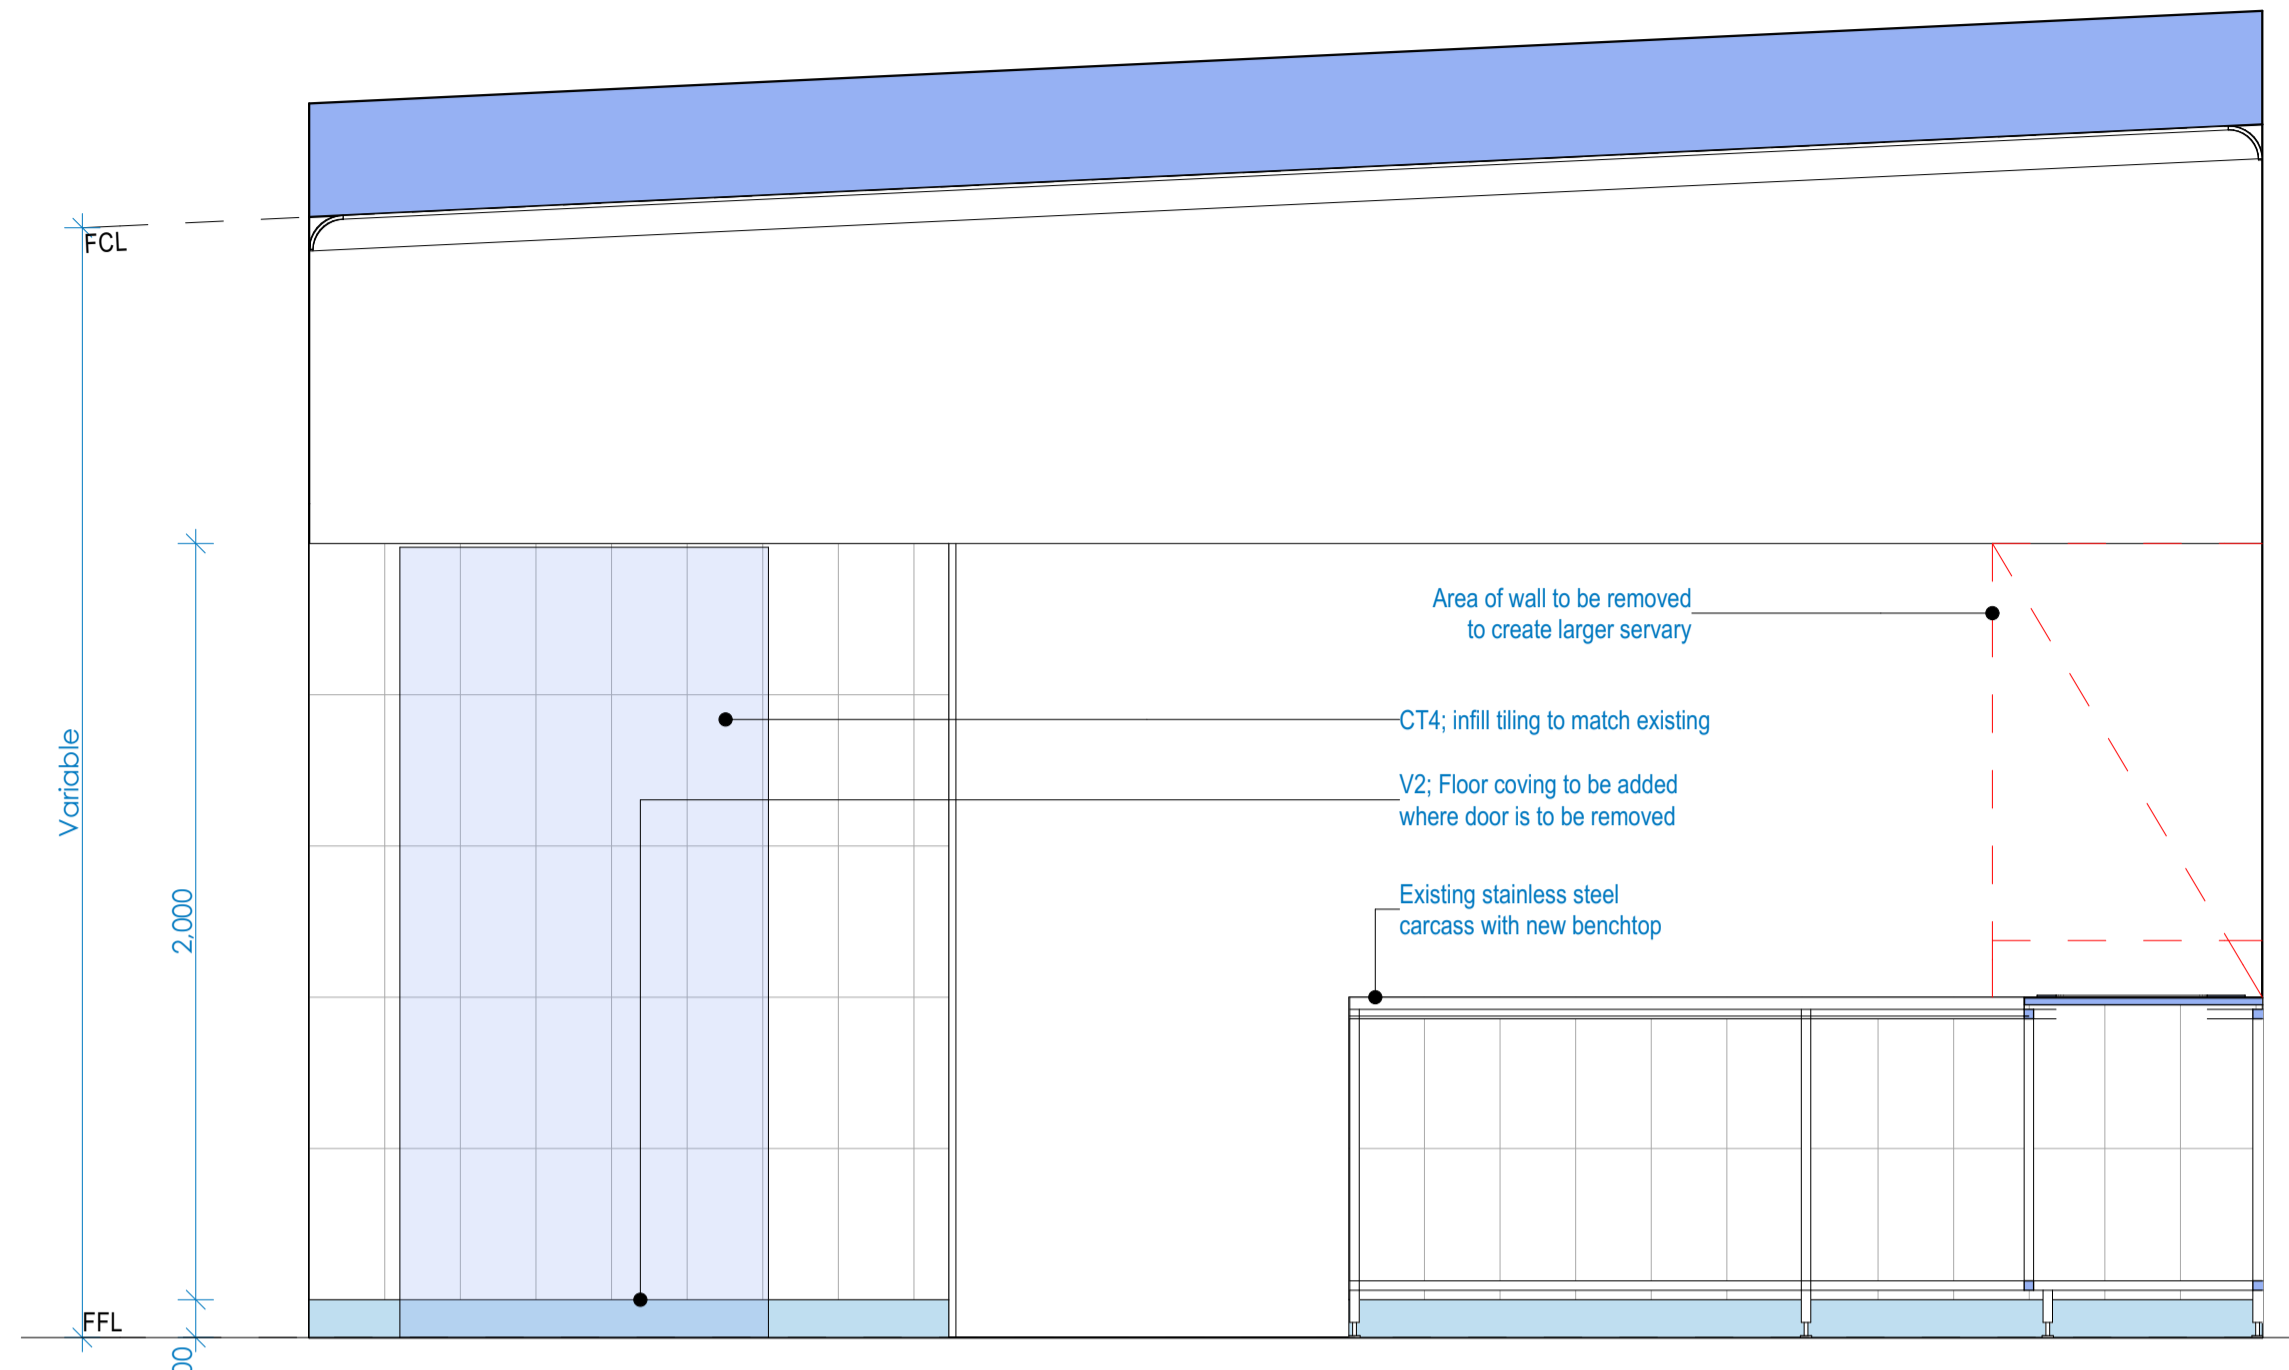 FCL
Area of wall to be removed
to create larger servary
CT4; infill tiling to match existing
V2; Floor coving to be added
where door is to be removed
Existing stainless steel
carcass with new benchtop
Variable
2,000
FFL